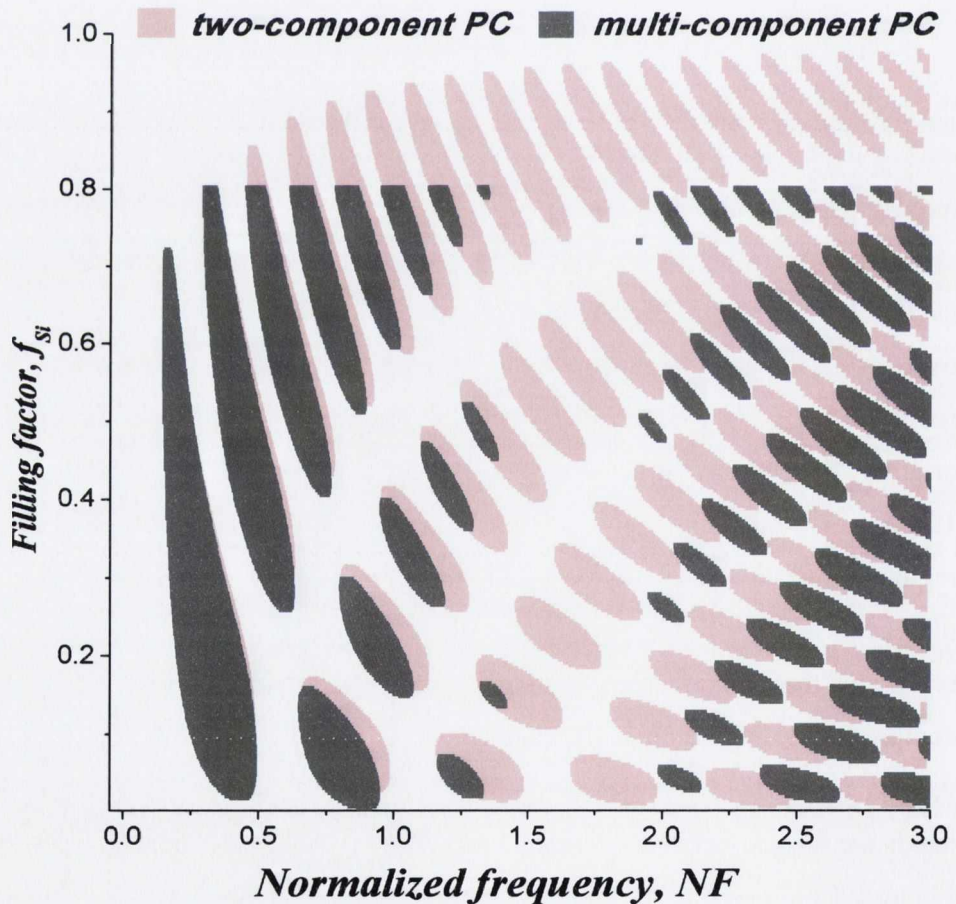 two-component PC multi-component PC
1.0
0.8
0.6
0.4
0.2
Filling factor, f_Si
0.0 0.5 1.0 1.5 2.0 2.5 3.0
Normalized frequency, NF